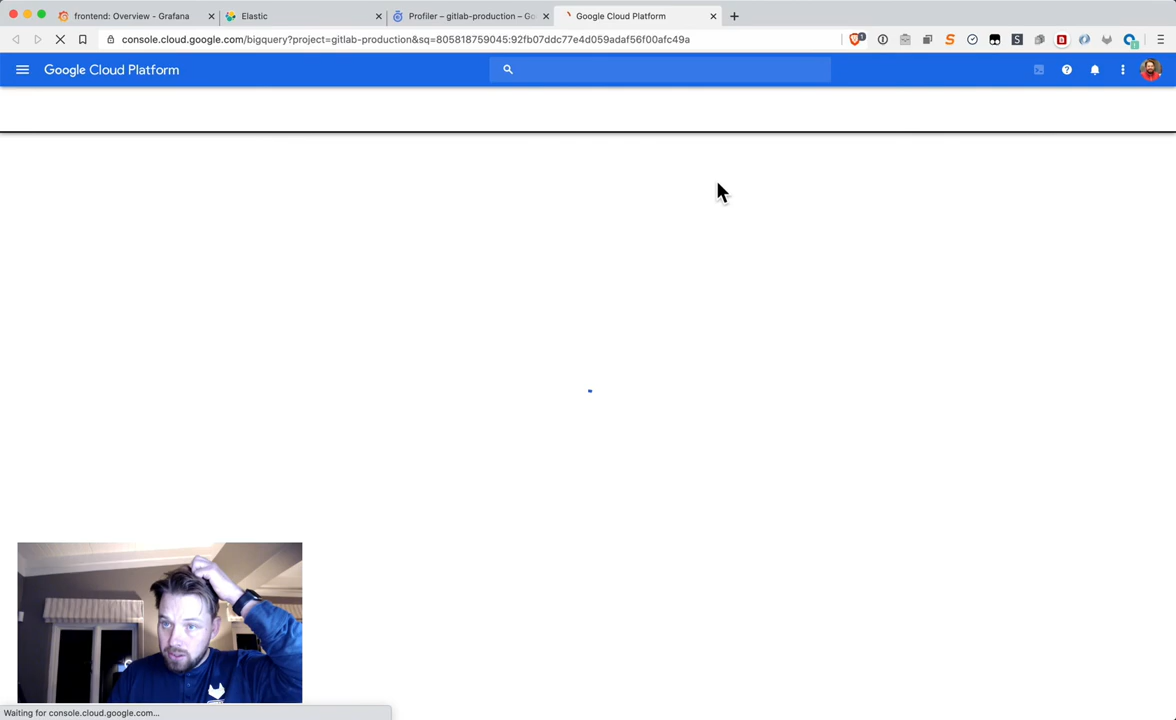 frontend: Overview - Grafana
Elastic
Profiler – gitlab-production – Go
Google Cloud Platform
console.cloud.google.com/bigquery?project=gitlab-production&sq=805818759045:92fb07ddc77e4d059adaf56f00afc49a
Google Cloud Platform
Waiting for console.cloud.google.com...